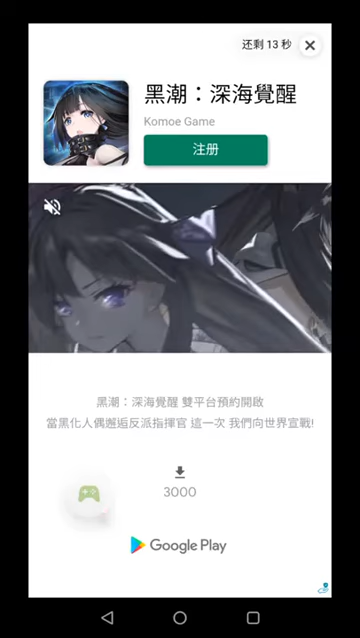 还剩 13 秒
黑潮：深海覺醒
Komoe Game
注册
黑潮：深海覺醒 雙平台預約開啟
當黑化人偶邂逅反派指揮官 這一次 我們向世界宣戰!
3000
Google Play